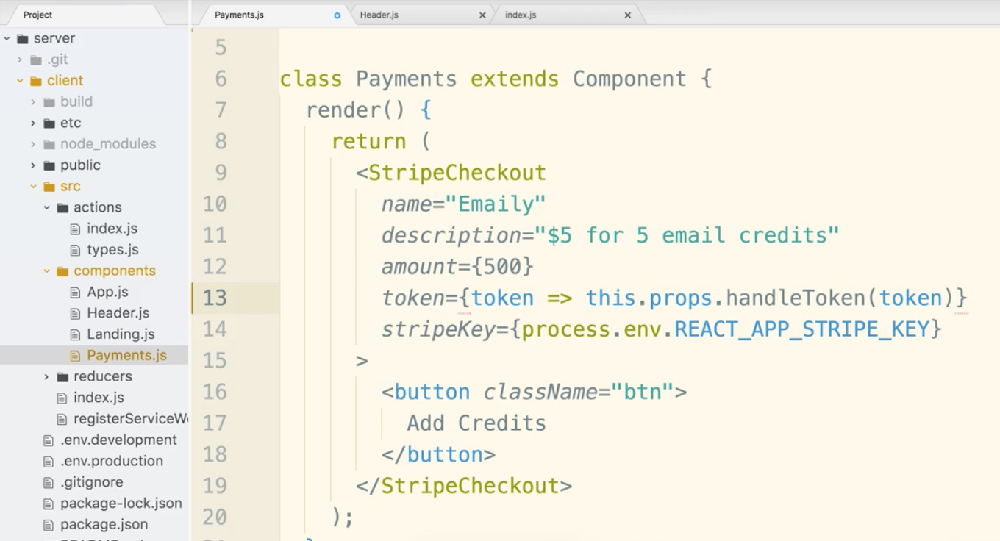 Project
server
.git
client
build
etc
node_modules
public
src
actions
index.js
types.js
components
App.js
Header.js
Landing.js
Payments.js
reducers
index.js
registerServiceW
.env.development
.env.production
.gitignore
package-lock.json
package.json
Payments.js
Header.js ×
index.js ×
5
6 class Payments extends Component {
7 render() {
8 return (
9 <StripeCheckout
10 name="Emaily"
11 description="$5 for 5 email credits"
12 amount={500}
13 token={token => this.props.handleToken(token)}
14 stripeKey={process.env.REACT_APP_STRIPE_KEY}
15 >
16 <button className="btn">
17 Add Credits
18 </button>
19 </StripeCheckout>
20 );